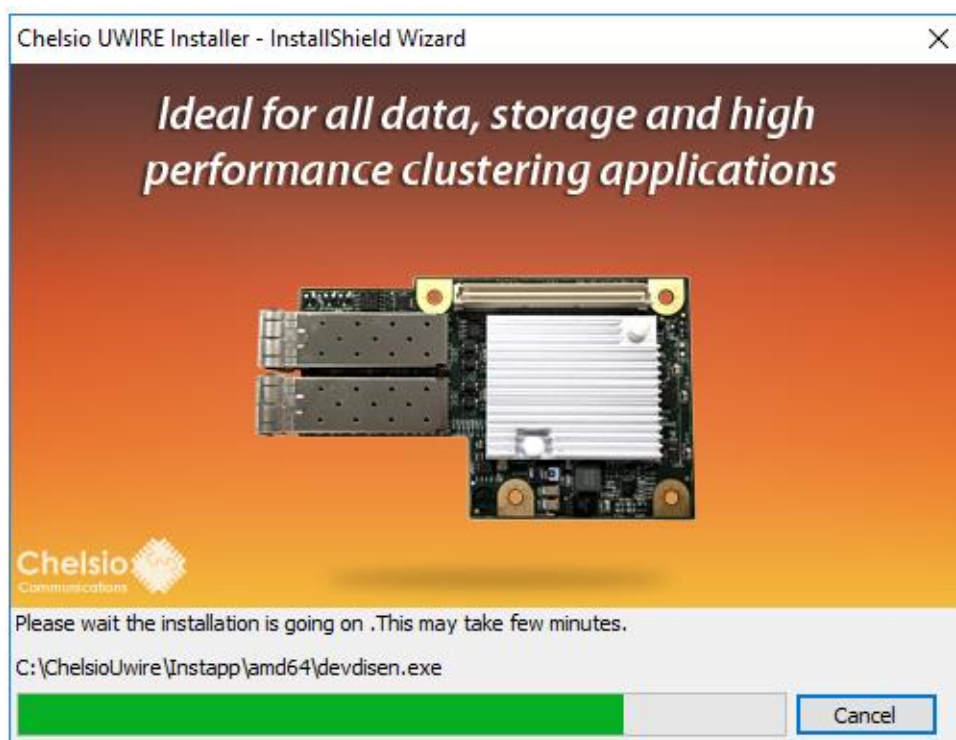 Chelsio UWIRE Installer - InstallShield Wizard
Ideal for all data, storage and high
performance clustering applications
Chelsio
Communications
Please wait the installation is going on .This may take few minutes.
C:\ChelsioUwire\Instapp\amd64\devdisen.exe
Cancel